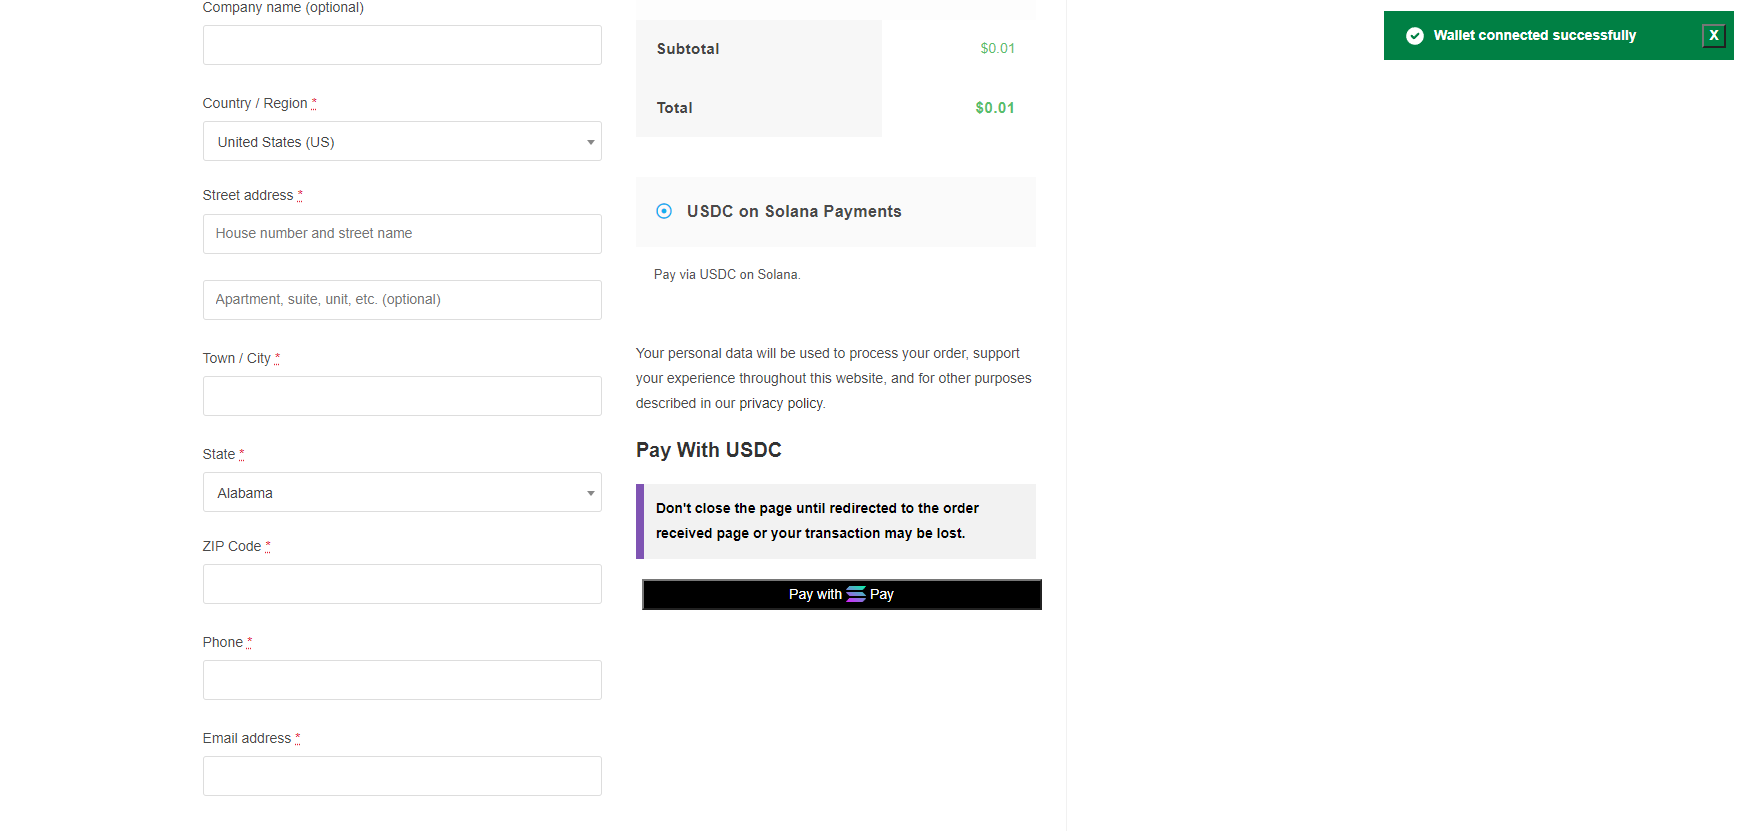 Company name (optional)
Country / Region *
United States (US)
Street address *
House number and street name
Apartment, suite, unit, etc. (optional)
Town / City *
State *
Alabama
ZIP Code *
Phone *
Email address *
Subtotal $0.01
Total $0.01
USDC on Solana Payments
Pay via USDC on Solana.
Your personal data will be used to process your order, support
your experience throughout this website, and for other purposes
described in our privacy policy.
Pay With USDC
Don't close the page until redirected to the order
received page or your transaction may be lost.
Pay with Pay
Wallet connected successfully X